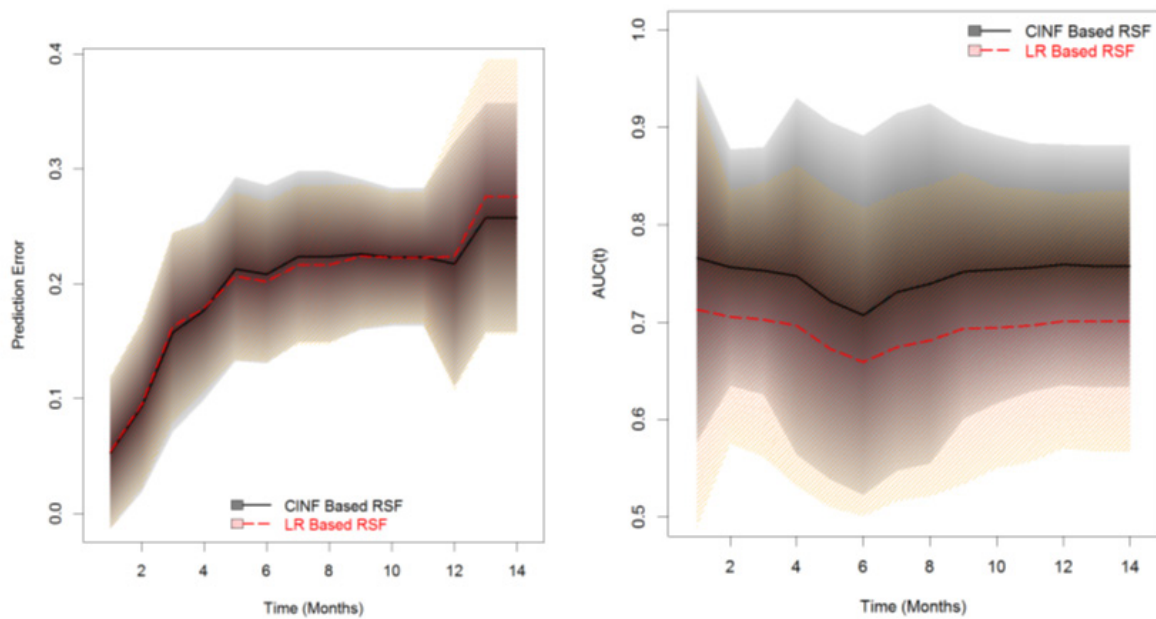 0.4
0.3
0.2
0.1
0.0
Prediction Error
CINF Based RSF
LR Based RSF
2 4 6 8 10 12 14
Time (Months)
1.0
0.9
0.8
0.7
0.6
0.5
AUC(t)
CINF Based RSF
LR Based RSF
2 4 6 8 10 12 14
Time (Months)